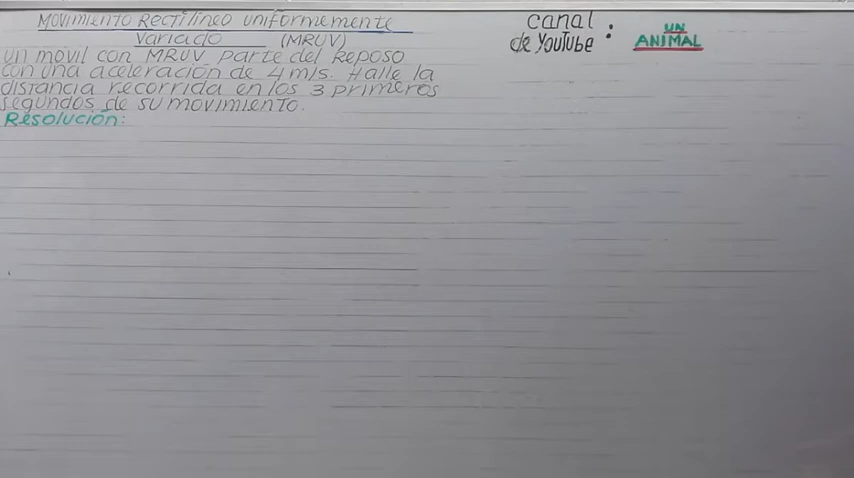 Movimiento Rectilíneo uniformemente
Variado (MRUV)
un móvil con MRUV parte del Reposo
con una aceleración de 4 m/s. Halle la
distancia recorrida en los 3 primeros
segundos de su movimiento.
Resolución:
canal
de YouTube :
UN
ANIMAL